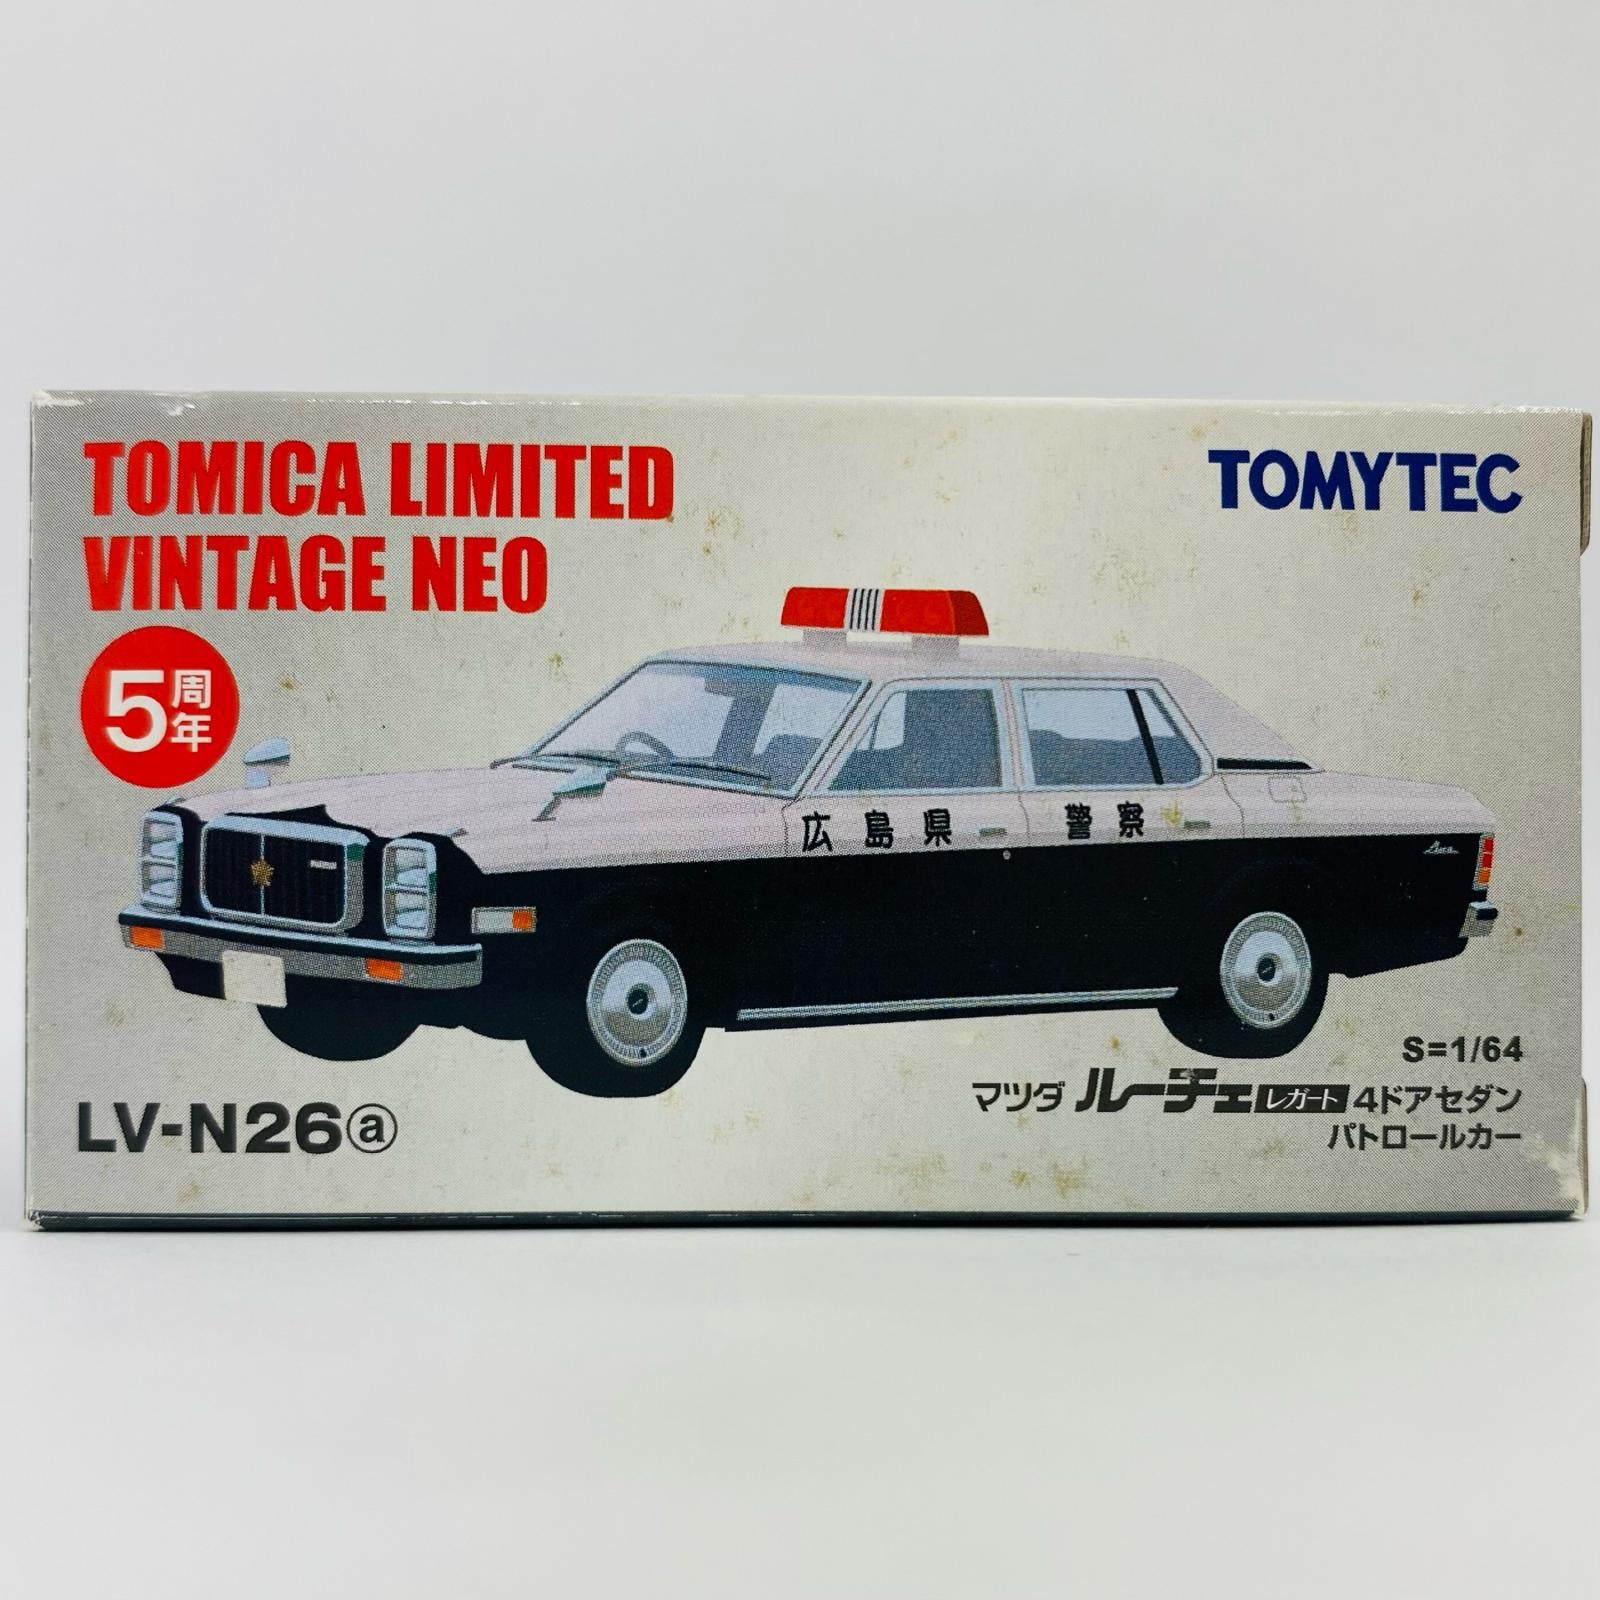 TOMICA LIMITED
VINTAGE NEO
TOMYTEC
5周年
広島県 警察
Luce
S=1/64
マツダ ルーチェ レガート 4ドアセダン
パトロールカー
LV-N26ⓐ